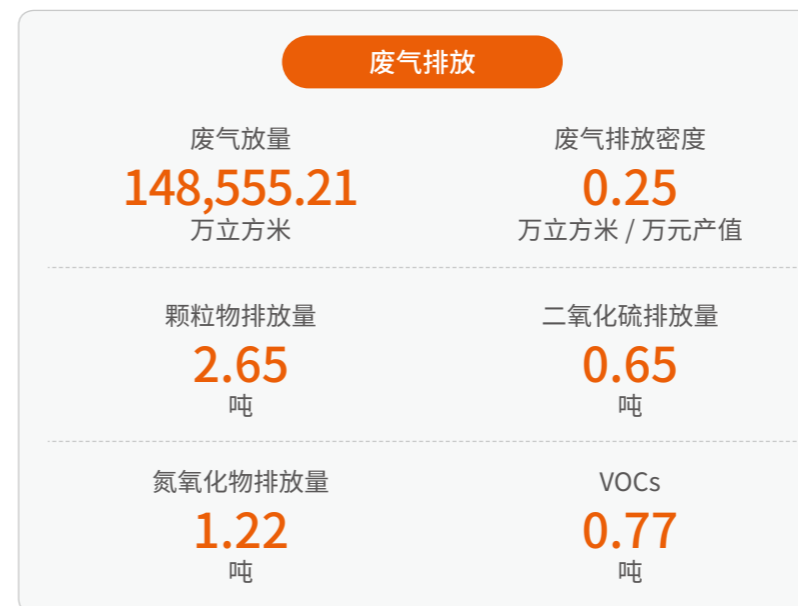 废气排放
废气放量
148,555.21
万立方米
废气排放密度
0.25
万立方米 / 万元产值
颗粒物排放量
2.65
吨
二氧化硫排放量
0.65
吨
氮氧化物排放量
1.22
吨
VOCs
0.77
吨